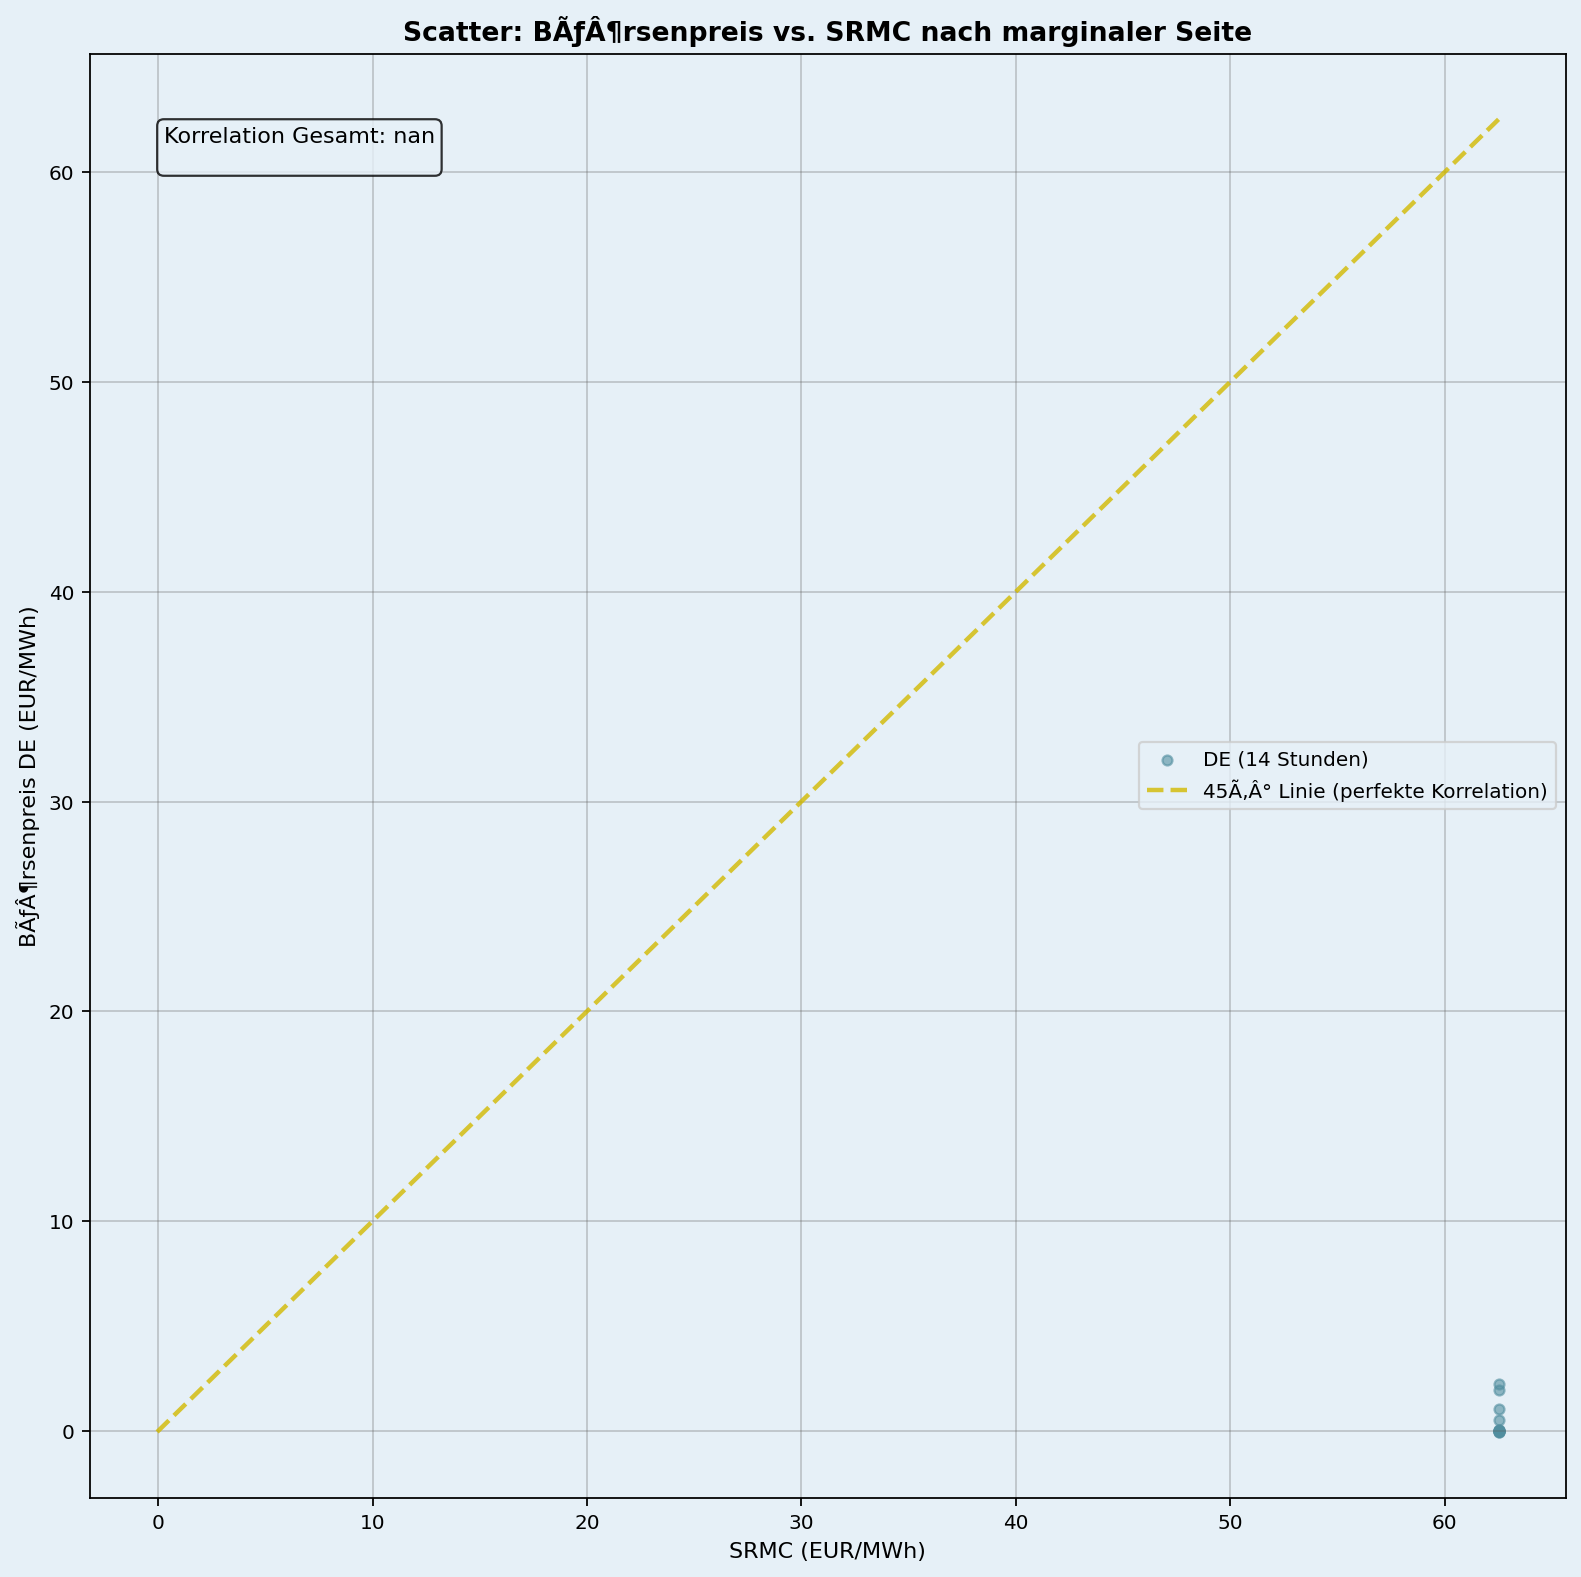 Scatter: BÃƒÂ¶rsenpreis vs. SRMC nach marginaler Seite
Korrelation Gesamt: nan
60
50
40
30
20
10
0
BÃƒÂ¶rsenpreis DE (EUR/MWh)
DE (14 Stunden)
45Ã‚Â° Linie (perfekte Korrelation)
0 10 20 30 40 50 60
SRMC (EUR/MWh)